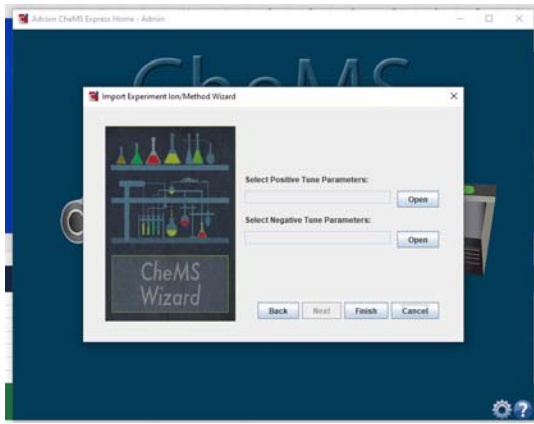 Advion CheMS Express Home - Admin
CheMS
Import Experiment Ion/Method Wizard
Select Positive Tune Parameters:
Open
Select Negative Tune Parameters:
Open
CheMS
Wizard
Back Next Finish Cancel
?